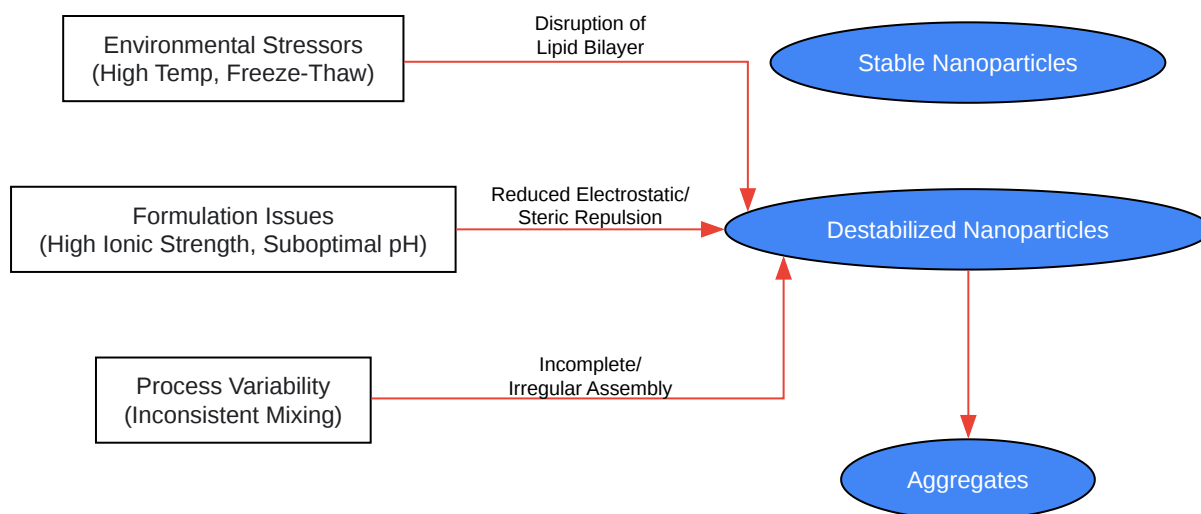 Environmental Stressors
(High Temp, Freeze-Thaw)
Disruption of
Lipid Bilayer
Stable Nanoparticles
Formulation Issues
(High Ionic Strength, Suboptimal pH)
Reduced Electrostatic/
Steric Repulsion
Destabilized Nanoparticles
Process Variability
(Inconsistent Mixing)
Incomplete/
Irregular Assembly
Aggregates